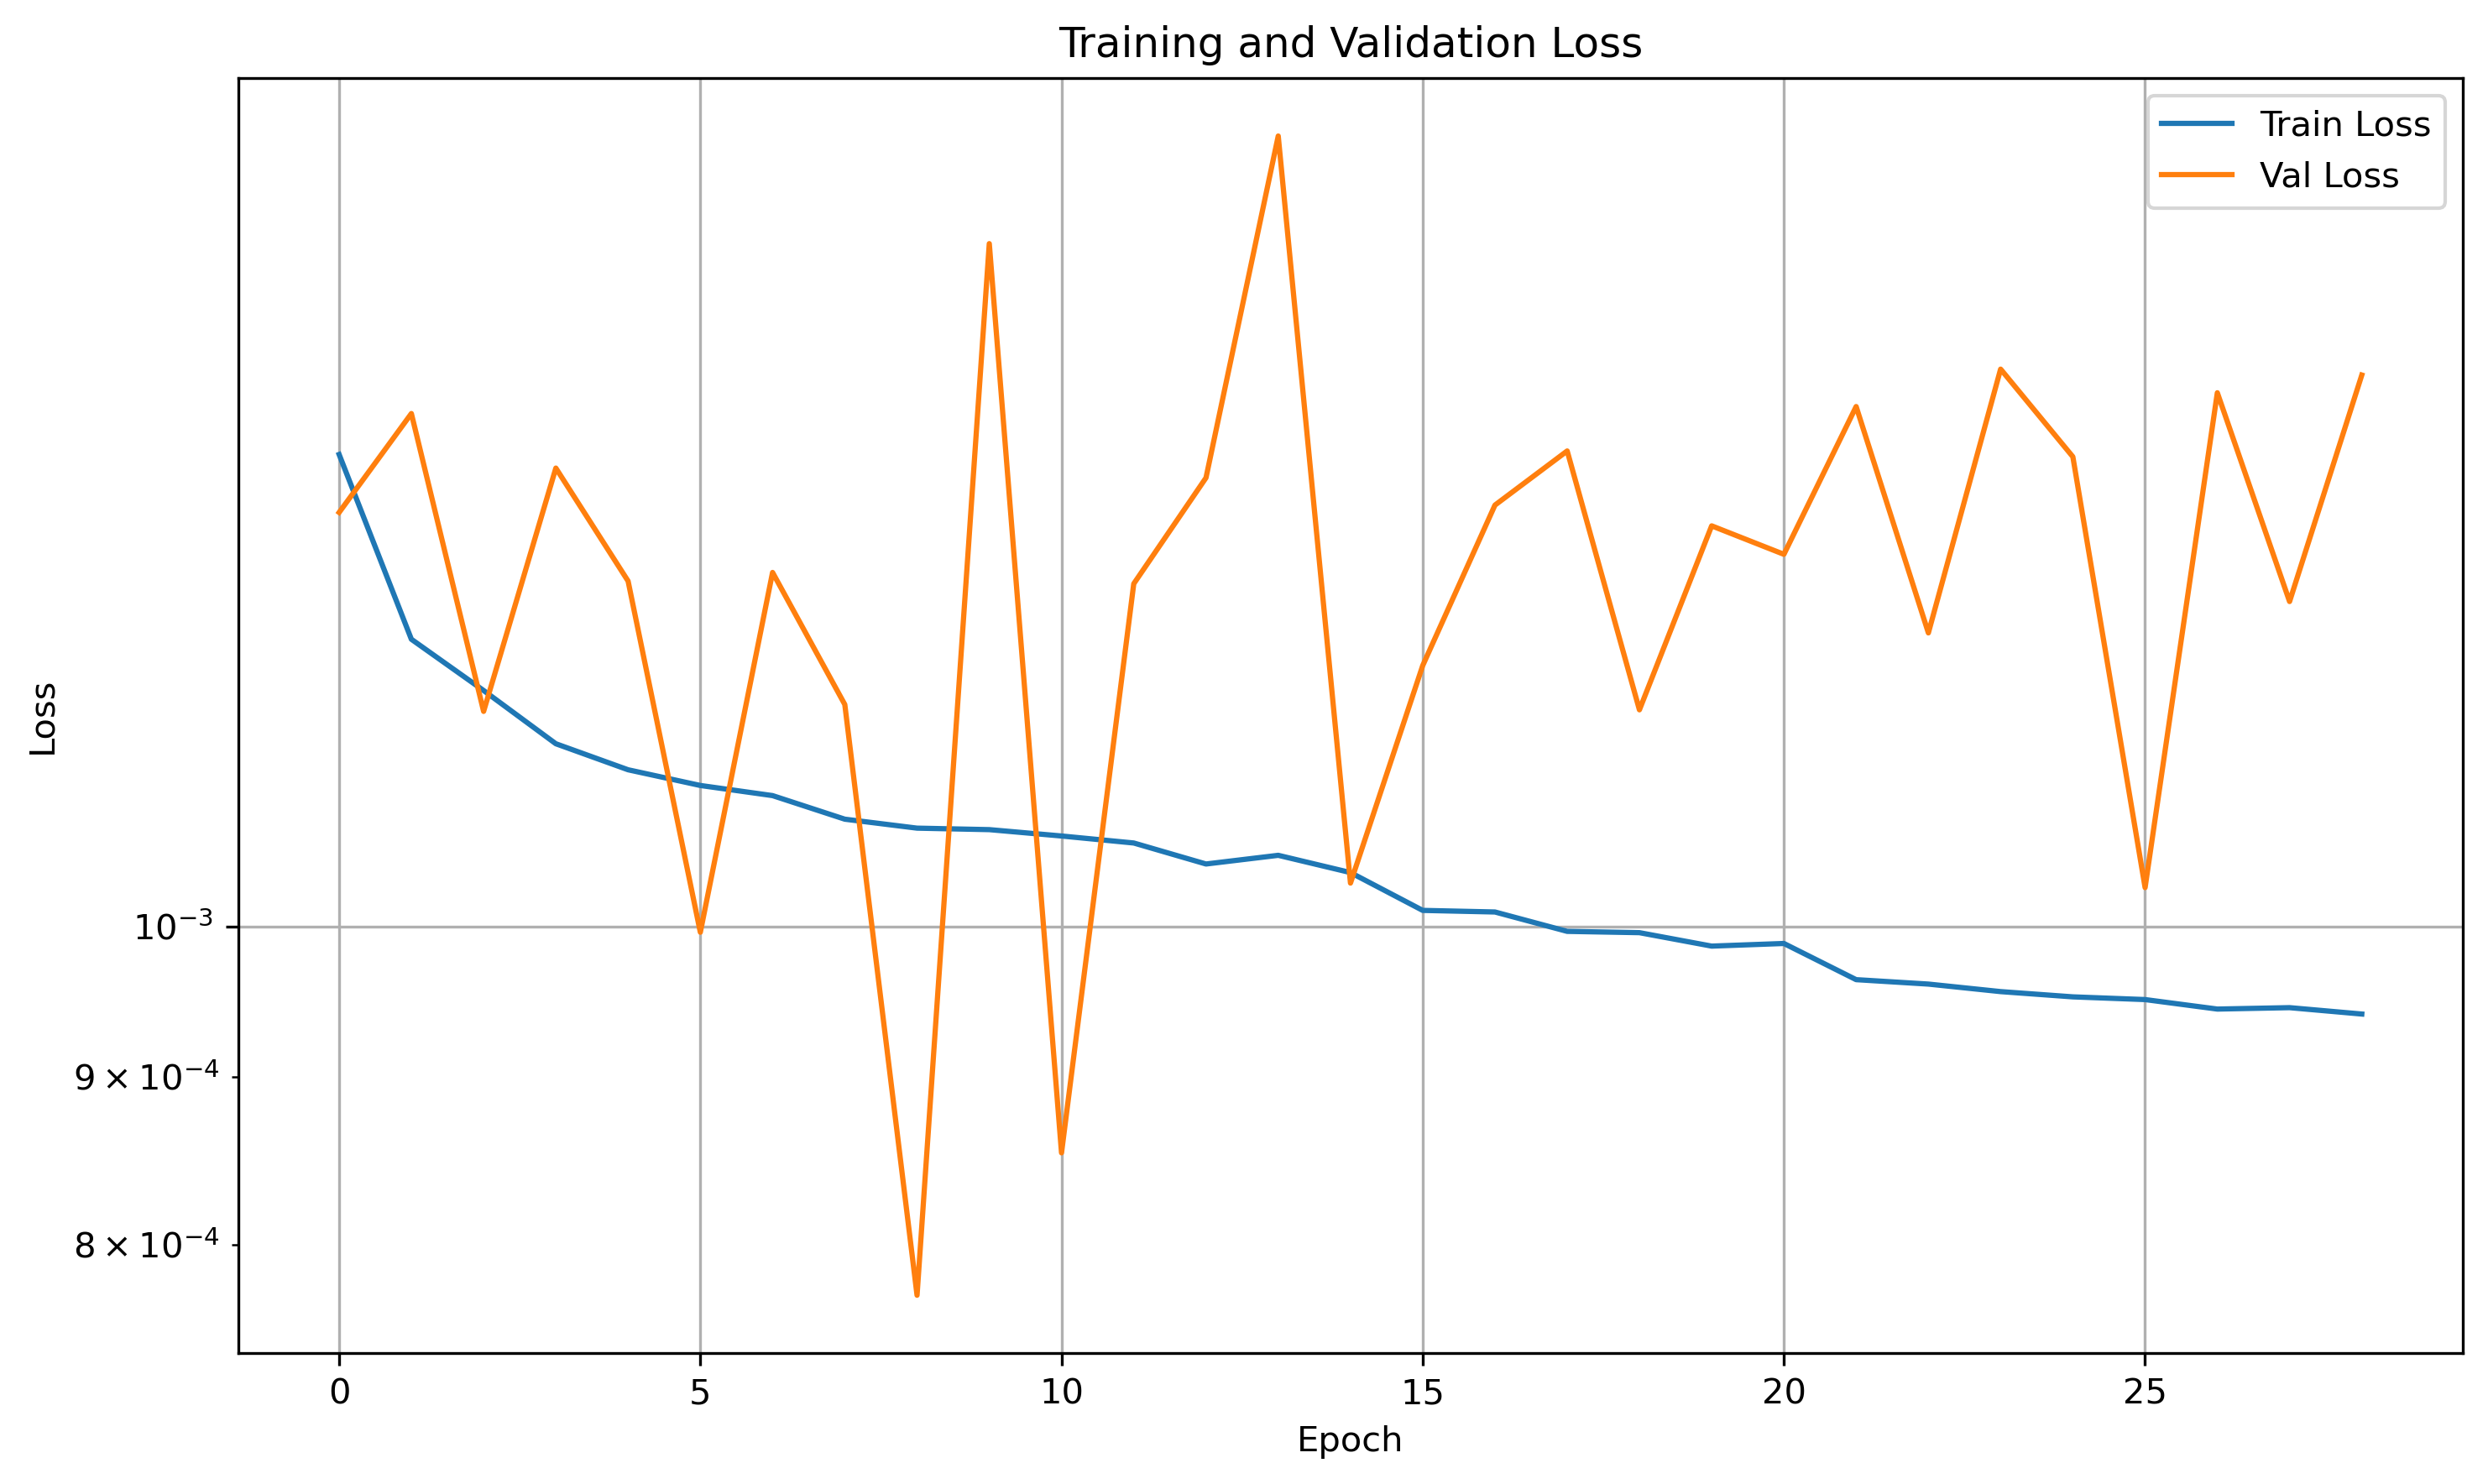 Training and Validation Loss
Train Loss
Val Loss
Loss
10⁻³
9 × 10⁻⁴
8 × 10⁻⁴
0 5 10 15 20 25
Epoch